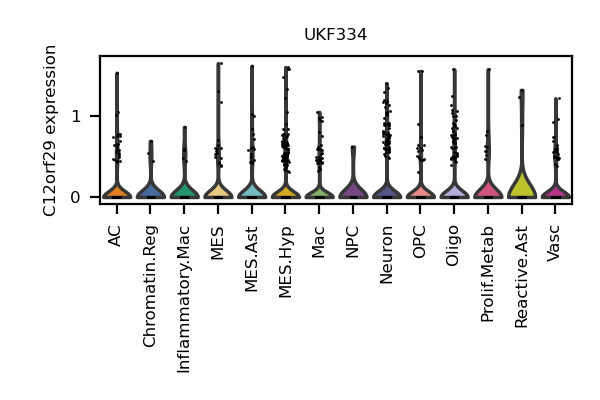 UKF334
C12orf29 expression
1
0
AC
Chromatin.Reg
Inflammatory.Mac
MES
MES.Ast
MES.Hyp
Mac
NPC
Neuron
OPC
Oligo
Prolif.Metab
Reactive.Ast
Vasc